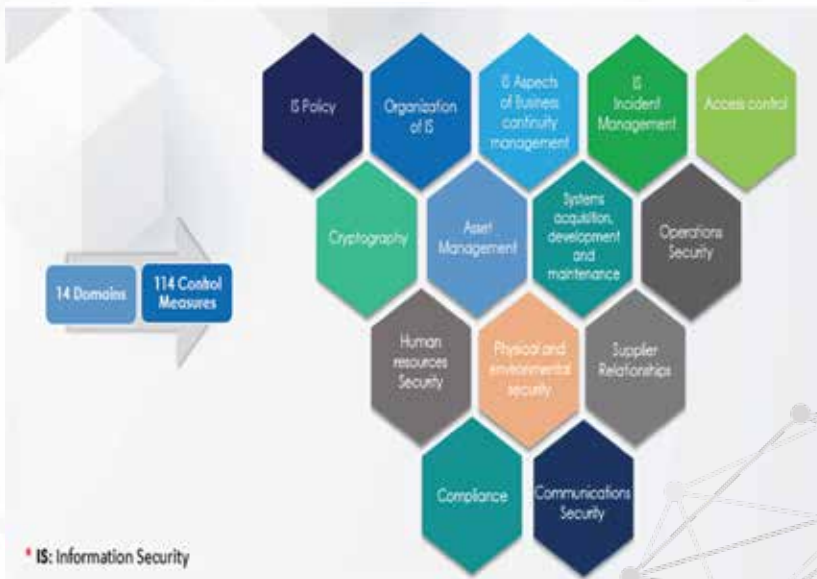 IS Policy
Organization
of IS
IS Aspects
of Business
continuity
management
IS
Incident
Management
Access control
Cryptography
Asset
Management
Systems
acquisition,
development
and
maintenance
Operations
Security
14 Domains
114 Control
Measures
Human
resources
Security
Physical and
environmental
security
Supplier
Relationships
Compliance
Communications
Security
* IS: Information Security